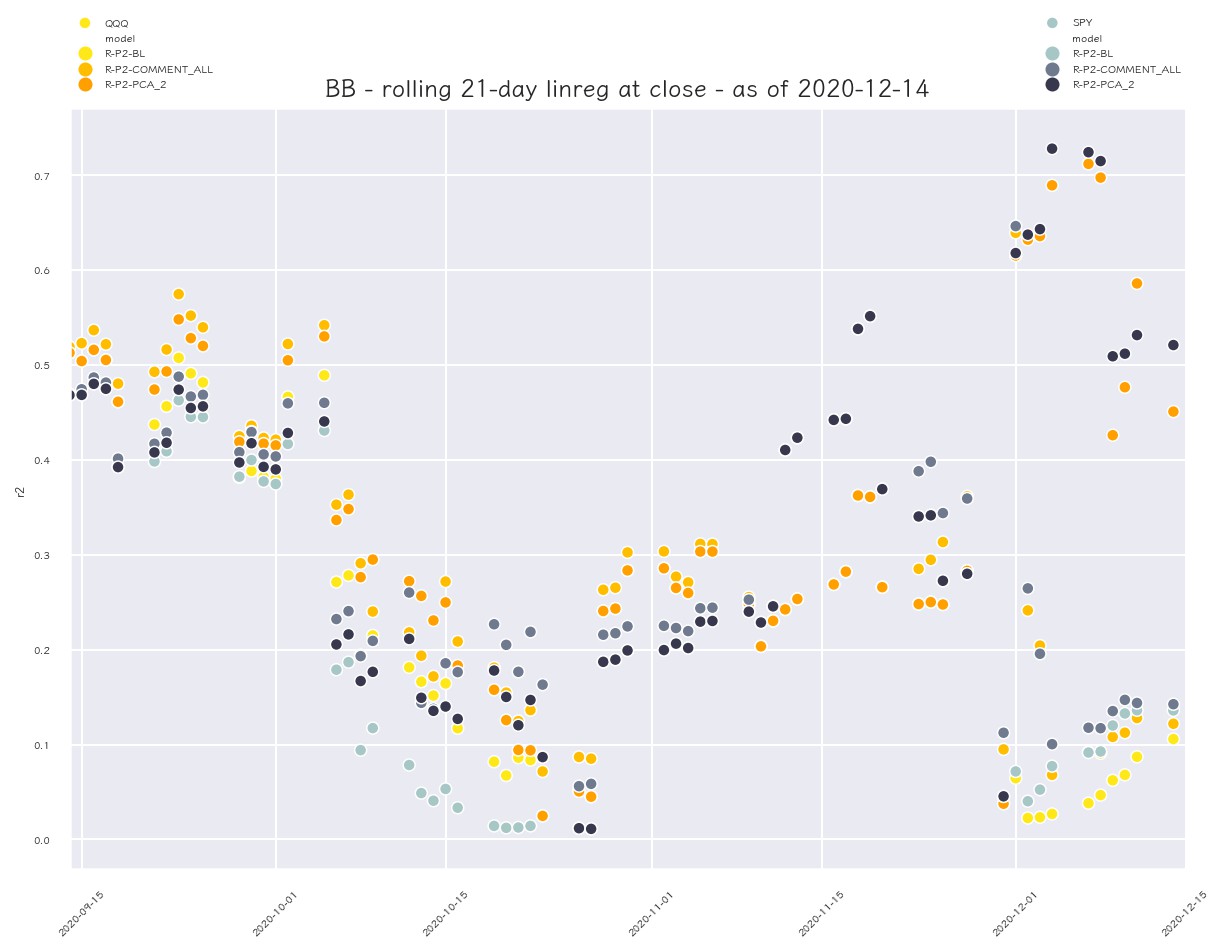 QQQ
model
R-P2-BL
R-P2-COMMENT_ALL
R-P2-PCA_2
SPY
model
R-P2-BL
R-P2-COMMENT_ALL
R-P2-PCA_2
BB - rolling 21-day linreg at close - as of 2020-12-14
0.7
0.6
0.5
0.4
0.3
0.2
0.1
0.0
r2
2020-09-15
2020-10-01
2020-10-15
2020-11-01
2020-11-15
2020-12-01
2020-12-15